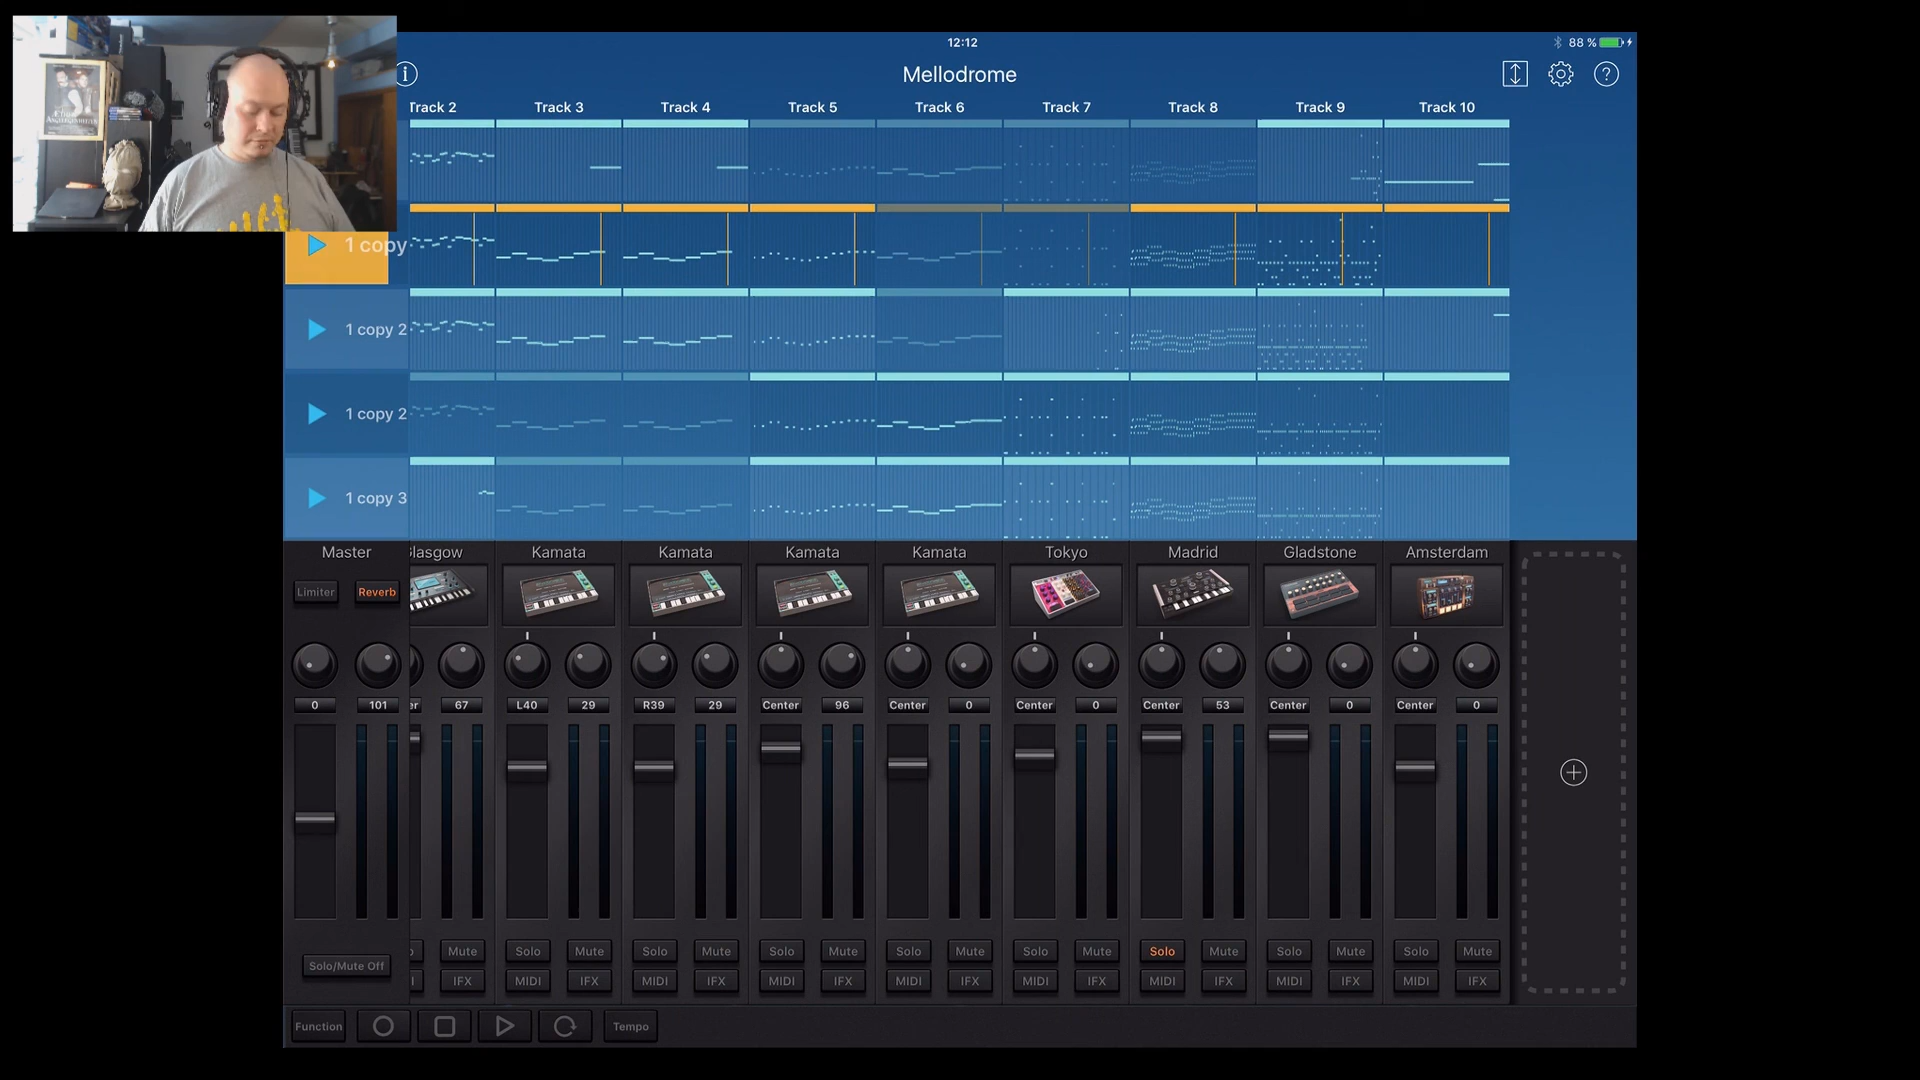 12:12
88 %
Mellodrome
Track 2 Track 3 Track 4 Track 5 Track 6 Track 7 Track 8 Track 9 Track 10
1 copy
1 copy 2
1 copy 2
1 copy 3
Master lasgow Kamata Kamata Kamata Kamata Tokyo Madrid Gladstone Amsterdam
Limiter Reverb
0 101 er 67 L40 29 R39 29 Center 96 Center 0 Center 0 Center 53 Center 0 Center 0
Mute Solo Mute Solo Mute Solo Mute Solo Mute Solo Mute Solo Mute Solo Mute Solo Mute
Solo/Mute Off
I IFX MIDI IFX MIDI IFX MIDI IFX MIDI IFX MIDI IFX MIDI IFX MIDI IFX MIDI IFX
Function Tempo